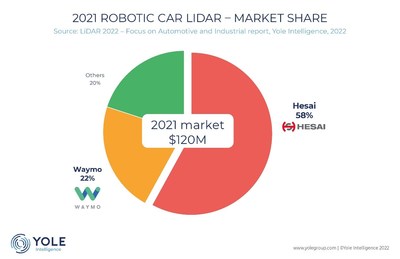 2021 ROBOTIC CAR LIDAR – MARKET SHARE
Source: LiDAR 2022 – Focus on Automotive and Industrial report, Yole Intelligence, 2022
Others
20%
Hesai
58%
HESAI
2021 market
$120M
Waymo
22%
WAYMO
YOLE
Intelligence
www.yolegroup.com | ©Yole Intelligence 2022